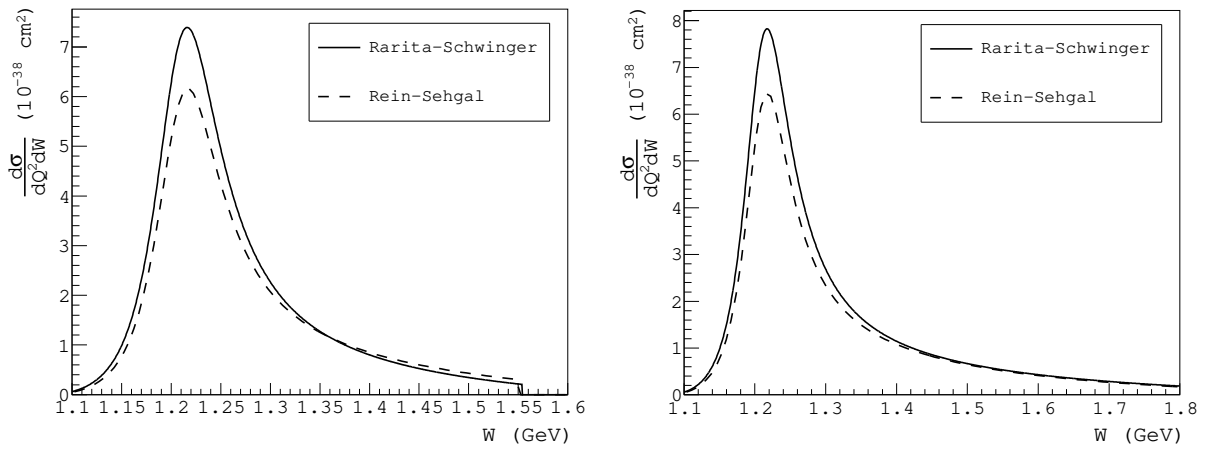 dσ/dQ²dW (10⁻³⁸ cm²)
7
6
5
4
3
2
1
0
Rarita-Schwinger
Rein-Sehgal
1.1 1.15 1.2 1.25 1.3 1.35 1.4 1.45 1.5 1.55 1.6
W (GeV)
dσ/dQ²dW (10⁻³⁸ cm²)
8
7
6
5
4
3
2
1
0
Rarita-Schwinger
Rein-Sehgal
1.1 1.2 1.3 1.4 1.5 1.6 1.7 1.8
W (GeV)